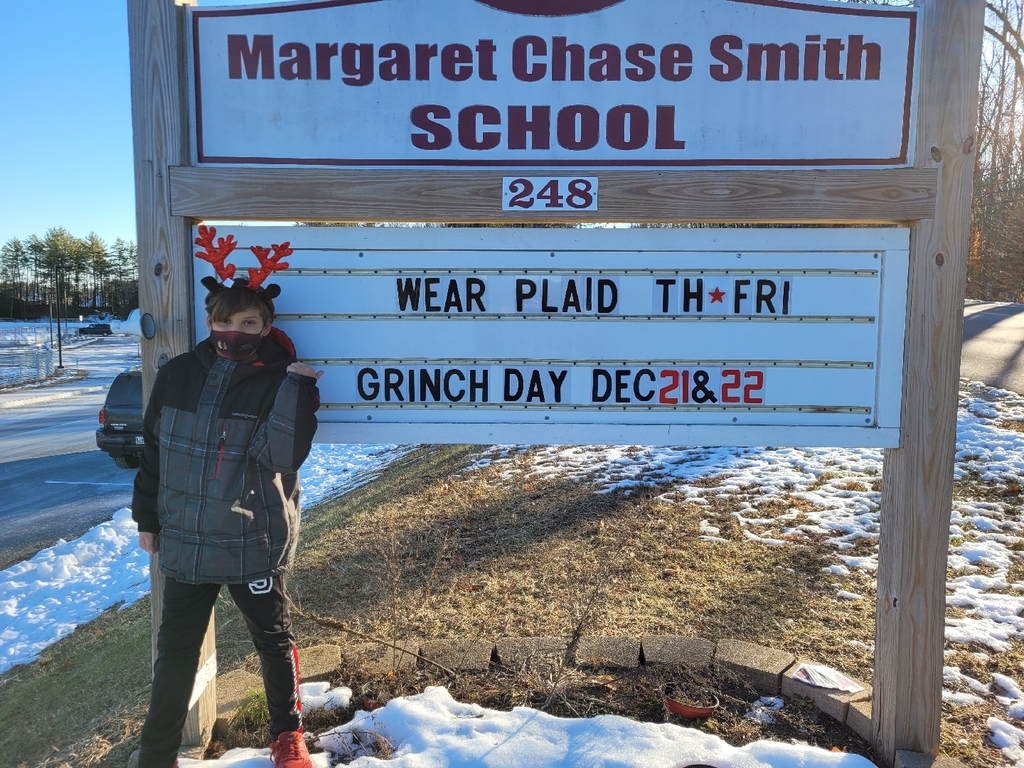 Margaret Chase Smith
SCHOOL
248
WEAR PLAID TH★FRI
GRINCH DAY DEC 21&22